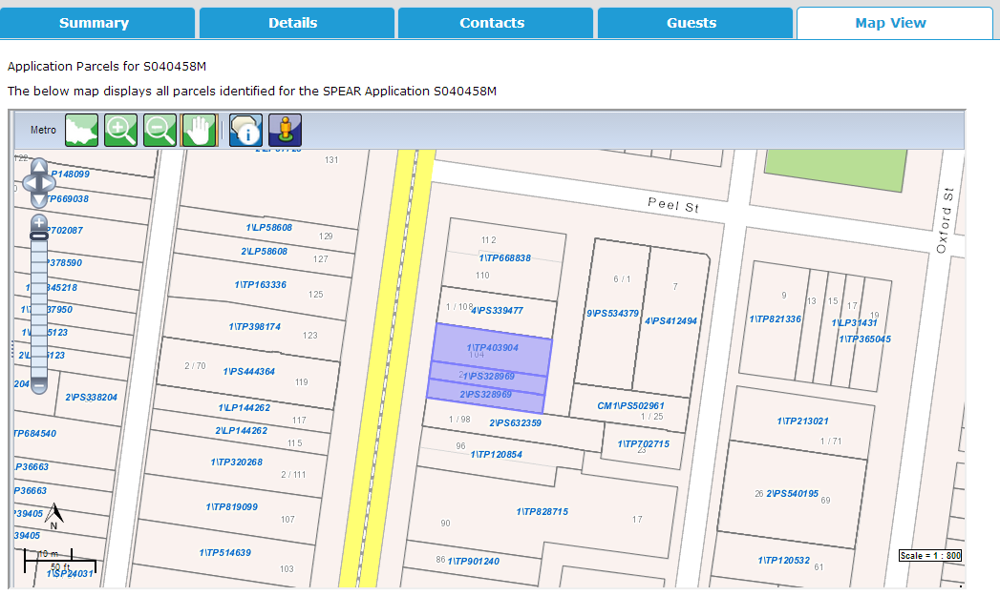 Summary
Details
Contacts
Guests
Map View
Application Parcels for S040458M
The below map displays all parcels identified for the SPEAR Application S040458M
Metro
131
P148099
TP669038
P702087
P378590
345218
37950
5123
2\L 5123
204
2\PS338204
TP684540
P36663
P36663
P39405
39405
N
10 m
50 ft
1\SP24031
1\LP58608
129
2\LP58608
127
1\TP163336
125
1\TP398174
123
2 / 70
1\PS444364
119
1\LP144262
117
2\LP144262
115
1\TP320268
2 / 111
1\TP819099
107
1\TP514639
103
Peel St
Oxford St
112
1\TP668838
110
1 / 108
4\PS339477
1\TP403904
104
1\PS328969
2\PS328969
1 / 98
2\PS632359
96
1\TP120854
90
1\TP828715
17
86
1\TP901240
6 / 1
7
9\PS534379
4\PS412494
CM1\PS502961
1 / 25
1\TP702715
23
9
13
15
17
19
1\TP821336
1\LP31431
1\TP365045
1\TP213021
1 / 71
26
2\PS540195
69
1\TP120532
61
Scale = 1 : 800